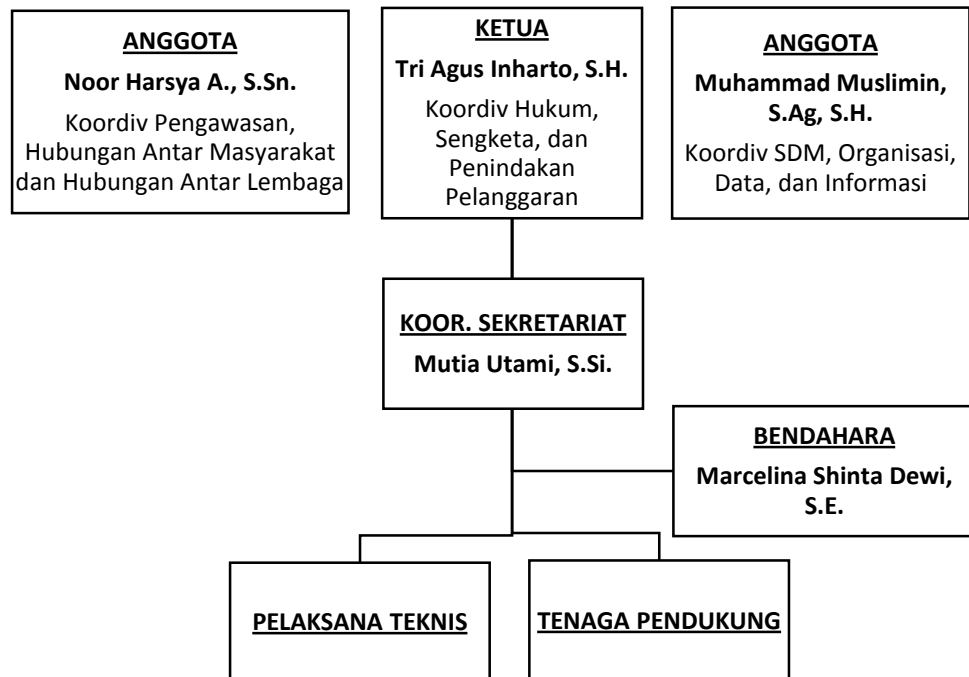 ANGGOTA
Noor Harsya A., S.Sn.
Koordiv Pengawasan,
Hubungan Antar Masyarakat
dan Hubungan Antar Lembaga
KETUA
Tri Agus Inharto, S.H.
Koordiv Hukum,
Sengketa, dan
Penindakan
Pelanggaran
ANGGOTA
Muhammad Muslimin,
S.Ag, S.H.
Koordiv SDM, Organisasi,
Data, dan Informasi
KOOR. SEKRETARIAT
Mutia Utami, S.Si.
BENDAHARA
Marcelina Shinta Dewi,
S.E.
PELAKSANA TEKNIS
TENAGA PENDUKUNG